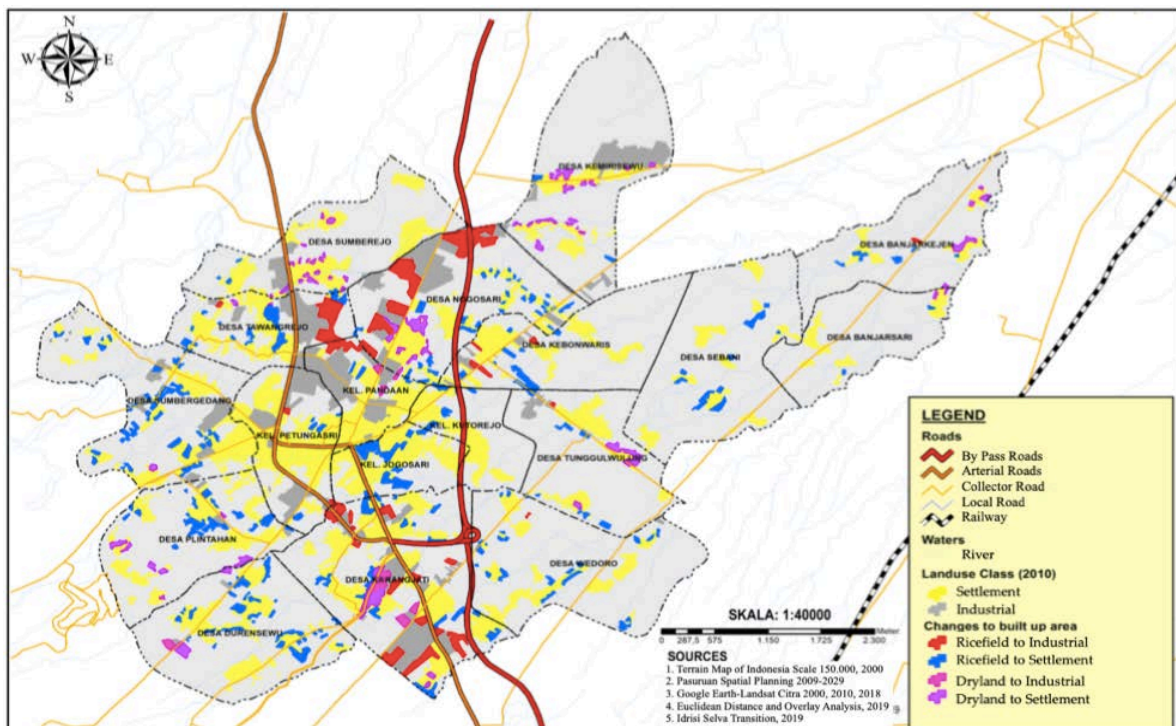 N
W E
S
DESA KEMIRISEWU
DESA SUMBEREJO
DESA BANJARKEJEN
DESA NOGOSARI
DESA TAWANGREJO
DESA KEBONWARIS
DESA SEBANI
DESA BANJARSARI
KEL. PANDAAN
DESA SUMBERGEDANG
KEL. KUTOREJO
KEL. PETUNGASRI
DESA TUNGGULWULUNG
KEL. JOGOSARI
DESA PLINTAHAN
DESA WEDORO
DESA KARANGJATI
DESA DURENSEWU
SKALA: 1:40000
0 287,5 575 1.150 1.725 2.300 Meter
SOURCES
1. Terrain Map of Indonesia Scale 150.000, 2000
2. Pasuruan Spatial Planning 2009-2029
3. Google Earth-Landsat Citra 2000, 2010, 2018
4. Euclidean Distance and Overlay Analysis, 2019
5. Idrisi Selva Transition, 2019
LEGEND
Roads
By Pass Roads
Arterial Roads
Collector Road
Local Road
Railway
Waters
River
Landuse Class (2010)
Settlement
Industrial
Changes to built up area
Ricefield to Industrial
Ricefield to Settlement
Dryland to Industrial
Dryland to Settlement